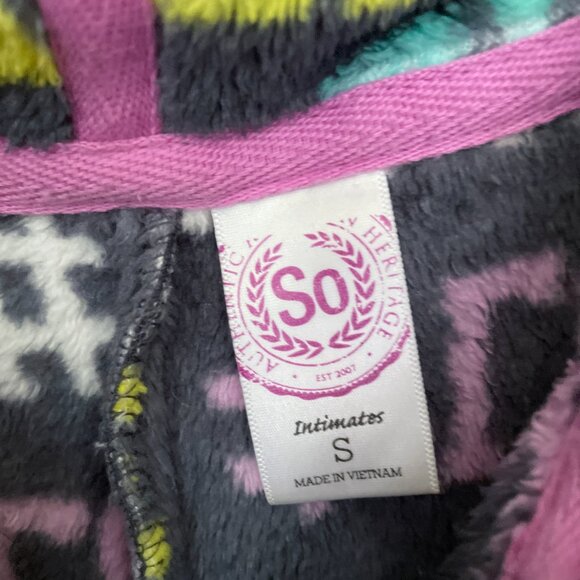 AUTHENTIC
HERITAGE
So
EST 2007
Intimates
S
MADE IN VIETNAM